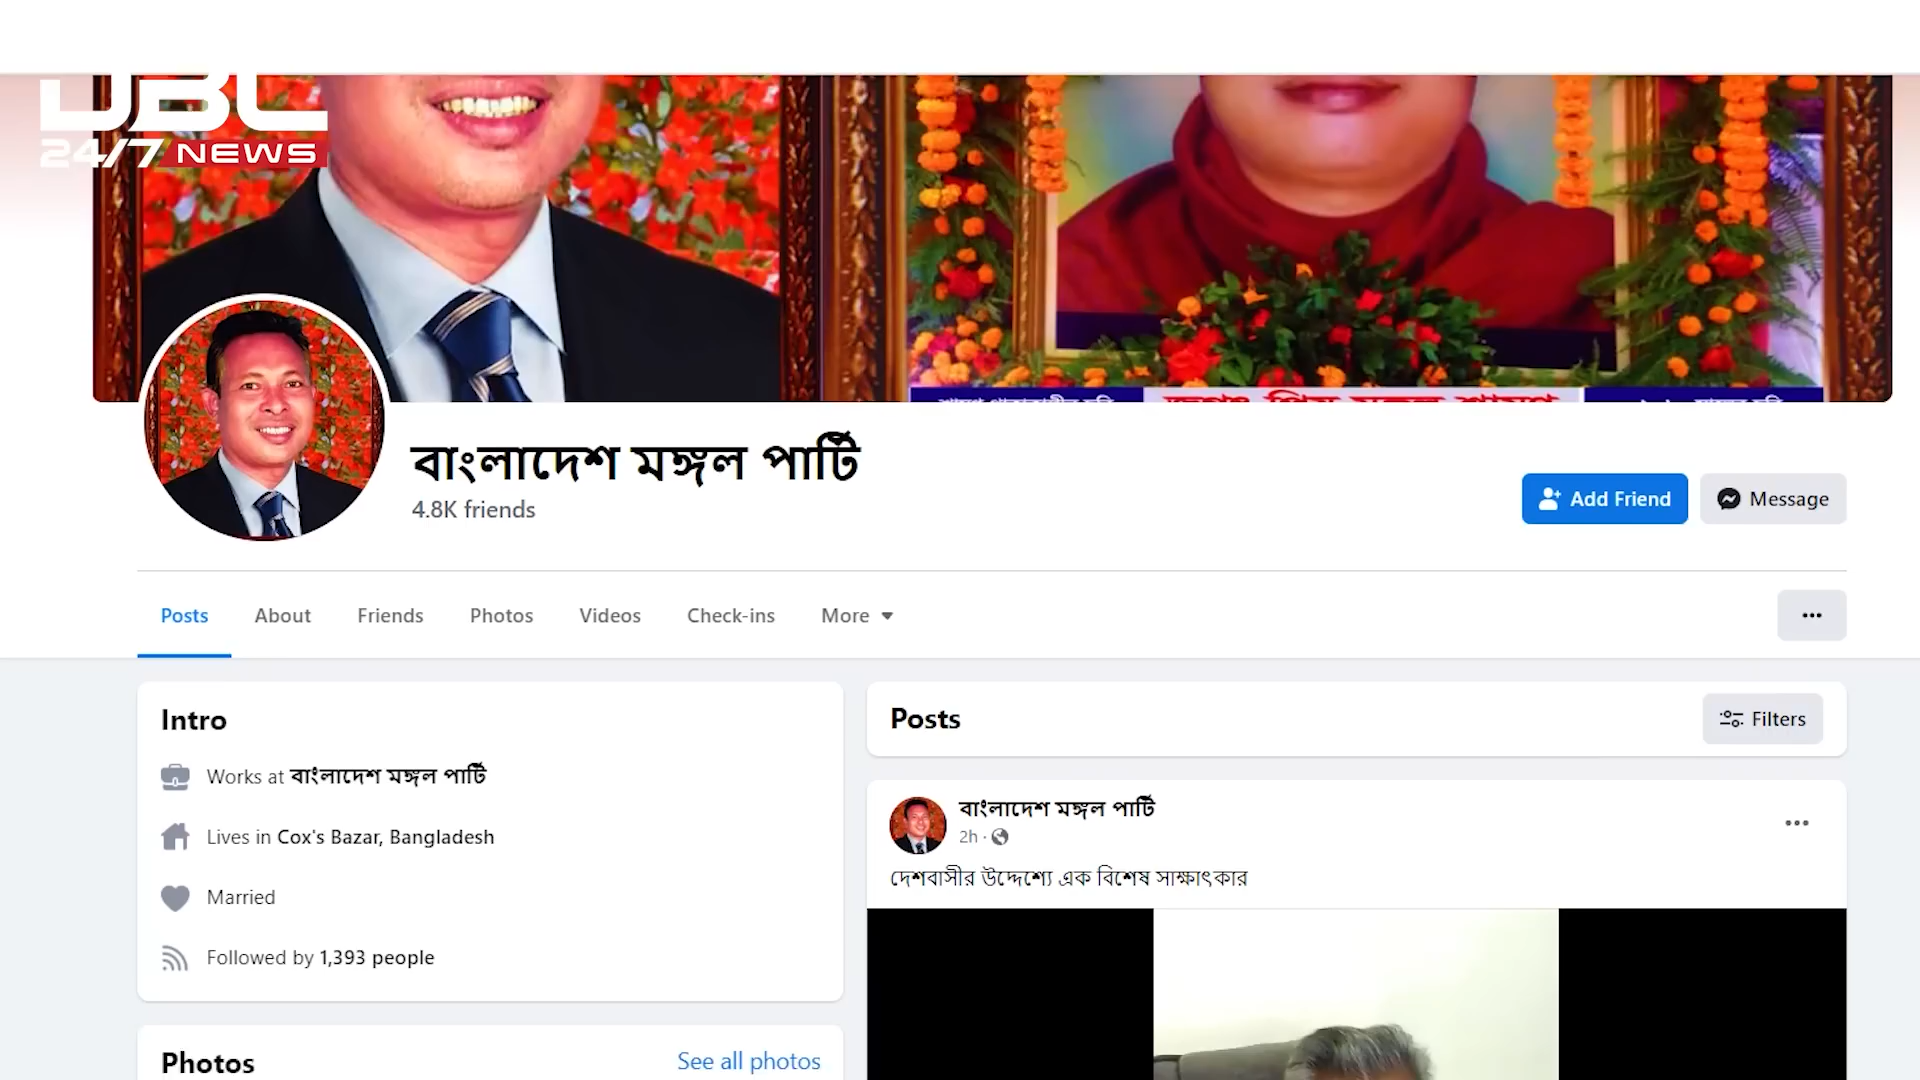 DBC
24/7 NEWS
বাংলাদেশ মঙ্গল পার্টি
4.8K friends
Add Friend
Message
Posts
About
Friends
Photos
Videos
Check-ins
More
Intro
Works at বাংলাদেশ মঙ্গল পার্টি
Lives in Cox's Bazar, Bangladesh
Married
Followed by 1,393 people
Photos
See all photos
Posts
Filters
বাংলাদেশ মঙ্গল পার্টি
2h
দেশবাসীর উদ্দেশ্যে এক বিশেষ সাক্ষাৎকার